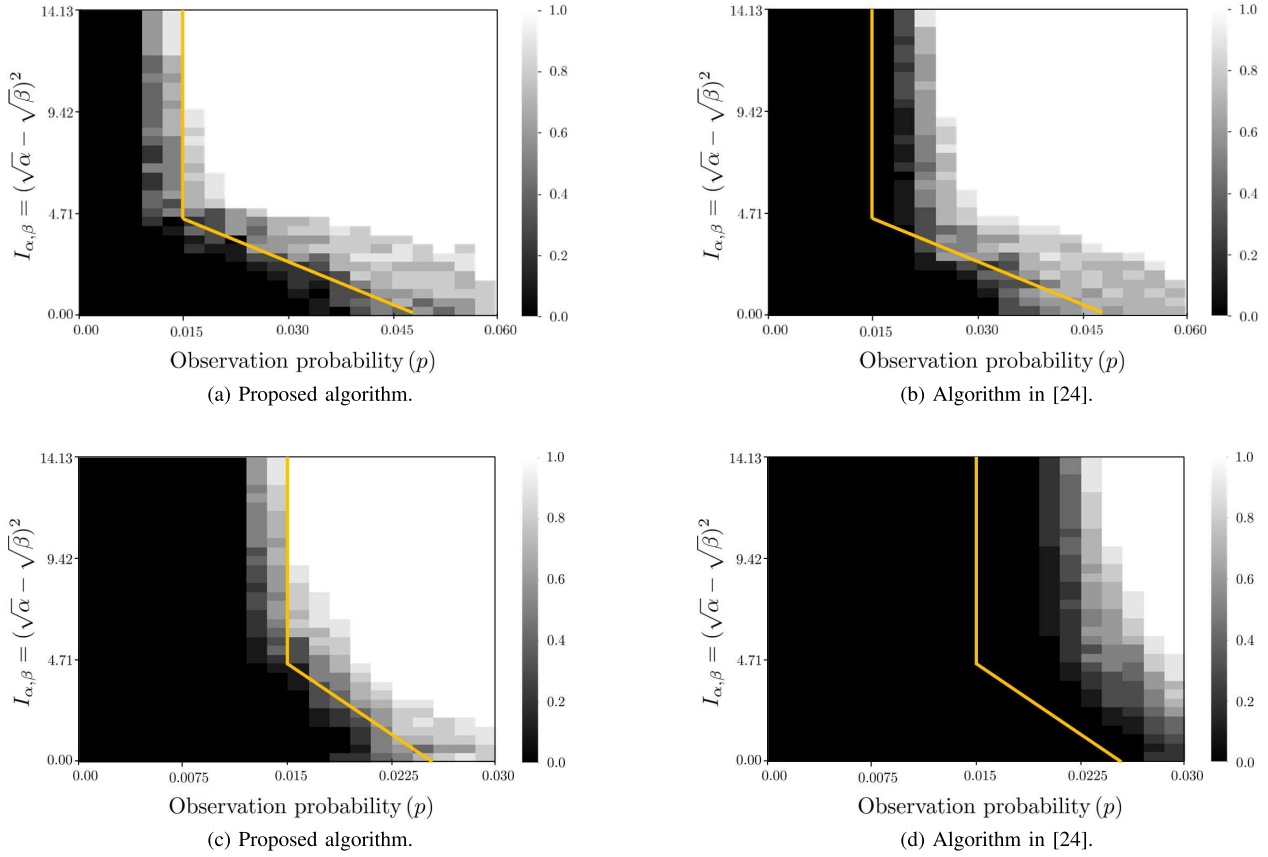 14.13
9.42
4.71
0.00
I_{α,β} = (√α − √β)²
0.00 0.015 0.030 0.045 0.060
Observation probability (p)
1.0
0.8
0.6
0.4
0.2
0.0
(a) Proposed algorithm.
14.13
9.42
4.71
0.00
I_{α,β} = (√α − √β)²
0.00 0.015 0.030 0.045 0.060
Observation probability (p)
1.0
0.8
0.6
0.4
0.2
0.0
(b) Algorithm in [24].
14.13
9.42
4.71
0.00
I_{α,β} = (√α − √β)²
0.00 0.0075 0.015 0.0225 0.030
Observation probability (p)
1.0
0.8
0.6
0.4
0.2
0.0
(c) Proposed algorithm.
14.13
9.42
4.71
0.00
I_{α,β} = (√α − √β)²
0.00 0.0075 0.015 0.0225 0.030
Observation probability (p)
1.0
0.8
0.6
0.4
0.2
0.0
(d) Algorithm in [24].